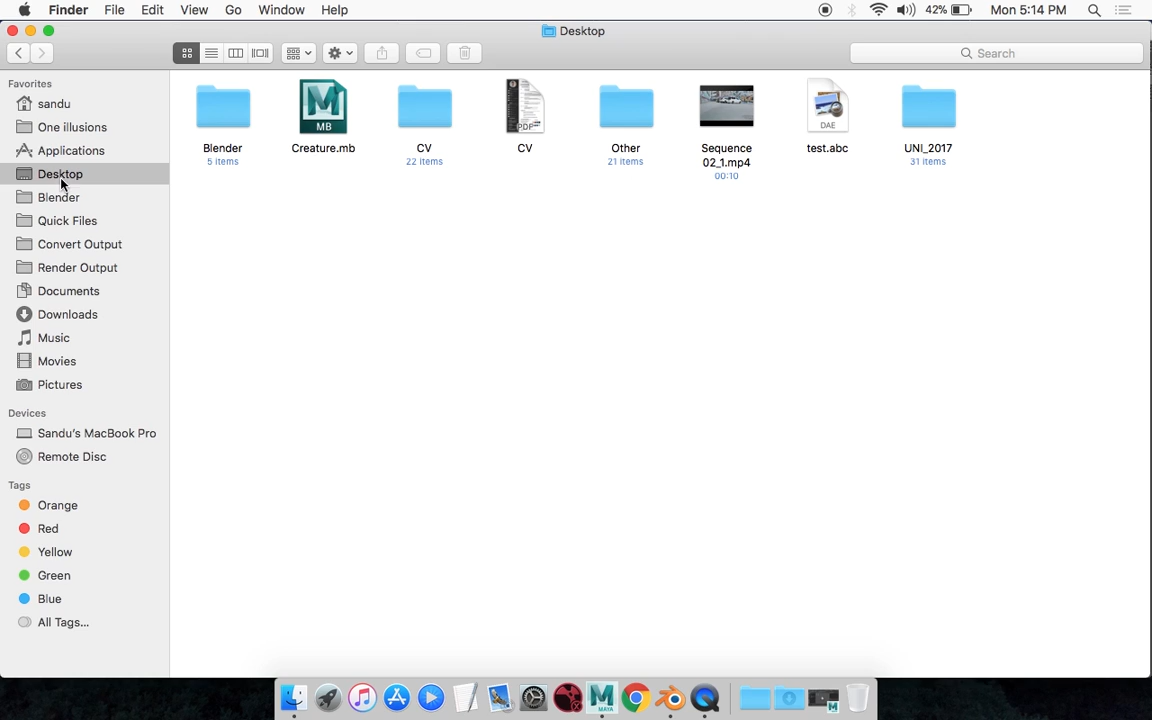 Finder File Edit View Go Window Help 42% Mon 5:14 PM
Desktop
Search
Favorites
sandu
One illusions
Applications
Desktop
Blender
Quick Files
Convert Output
Render Output
Documents
Downloads
Music
Movies
Pictures
Devices
Sandu's MacBook Pro
Remote Disc
Tags
Orange
Red
Yellow
Green
Blue
All Tags...
MB
PDF
DAE
Blender Creature.mb CV CV Other Sequence test.abc UNI_2017
5 items 22 items 21 items 02_1.mp4 31 items
00:10
MAYA